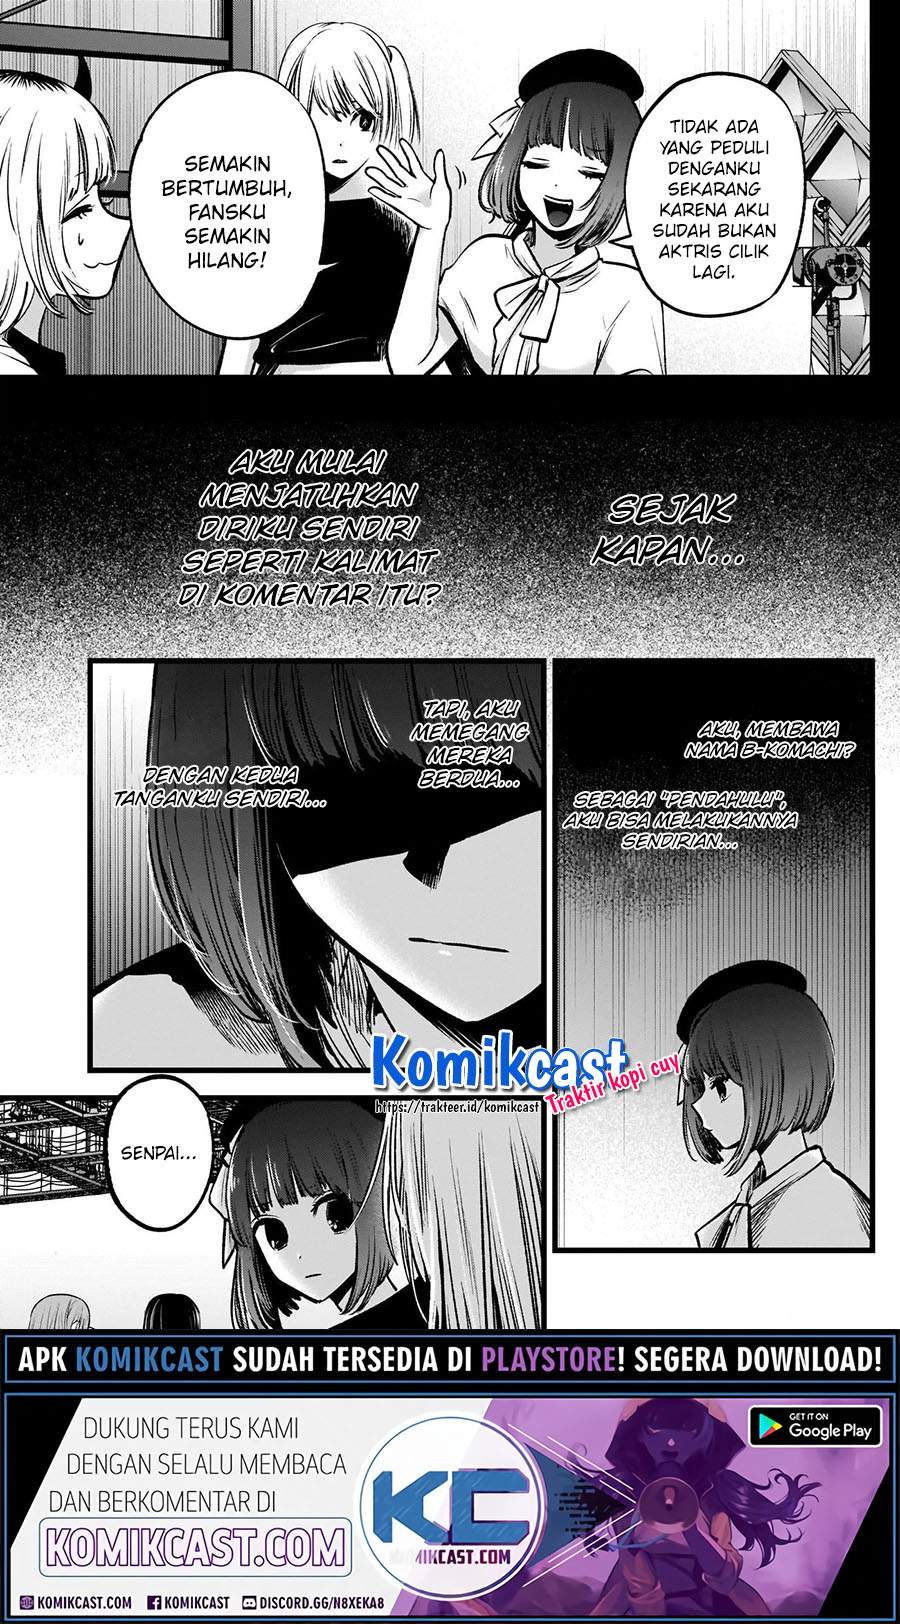 TIDAK ADA
YANG PEDULI
DENGANKU
SEKARANG
KARENA AKU
SUDAH BUKAN
AKTRIS CILIK
LAGI.
SEMAKIN
BERTUMBUH,
FANSKU
SEMAKIN
HILANG!
SEJAK
KAPAN...
AKU MULAI
MENJATUHKAN
DIRIKU SENDIRI
SEPERTI KALIMAT
DI KOMENTAR ITU?
AKU, MEMBAWA
NAMA B-KOMACHI?
SEBAGAI "PENDAHULU",
AKU BISA MELAKUKANNYA
SENDIRIAN...
TAPI, AKU
MEMEGANG
MEREKA
BERDUA...
DENGAN KEDUA
TANGANKU SENDIRI...
Komikcast
Traktir kopi cuy
https://trakteer.id/komikcast
SENPAI...
APK KOMIKCAST SUDAH TERSEDIA DI PLAYSTORE! SEGERA DOWNLOAD!
DUKUNG TERUS KAMI
DENGAN SELALU MEMBACA
DAN BERKOMENTAR DI
KOMIKCAST.COM
KC
KOMIKCAST.COM
GET IT ON
Google Play
KOMIKCAST.COM KOMIKCAST DISCORD.GG/N8XEKA8